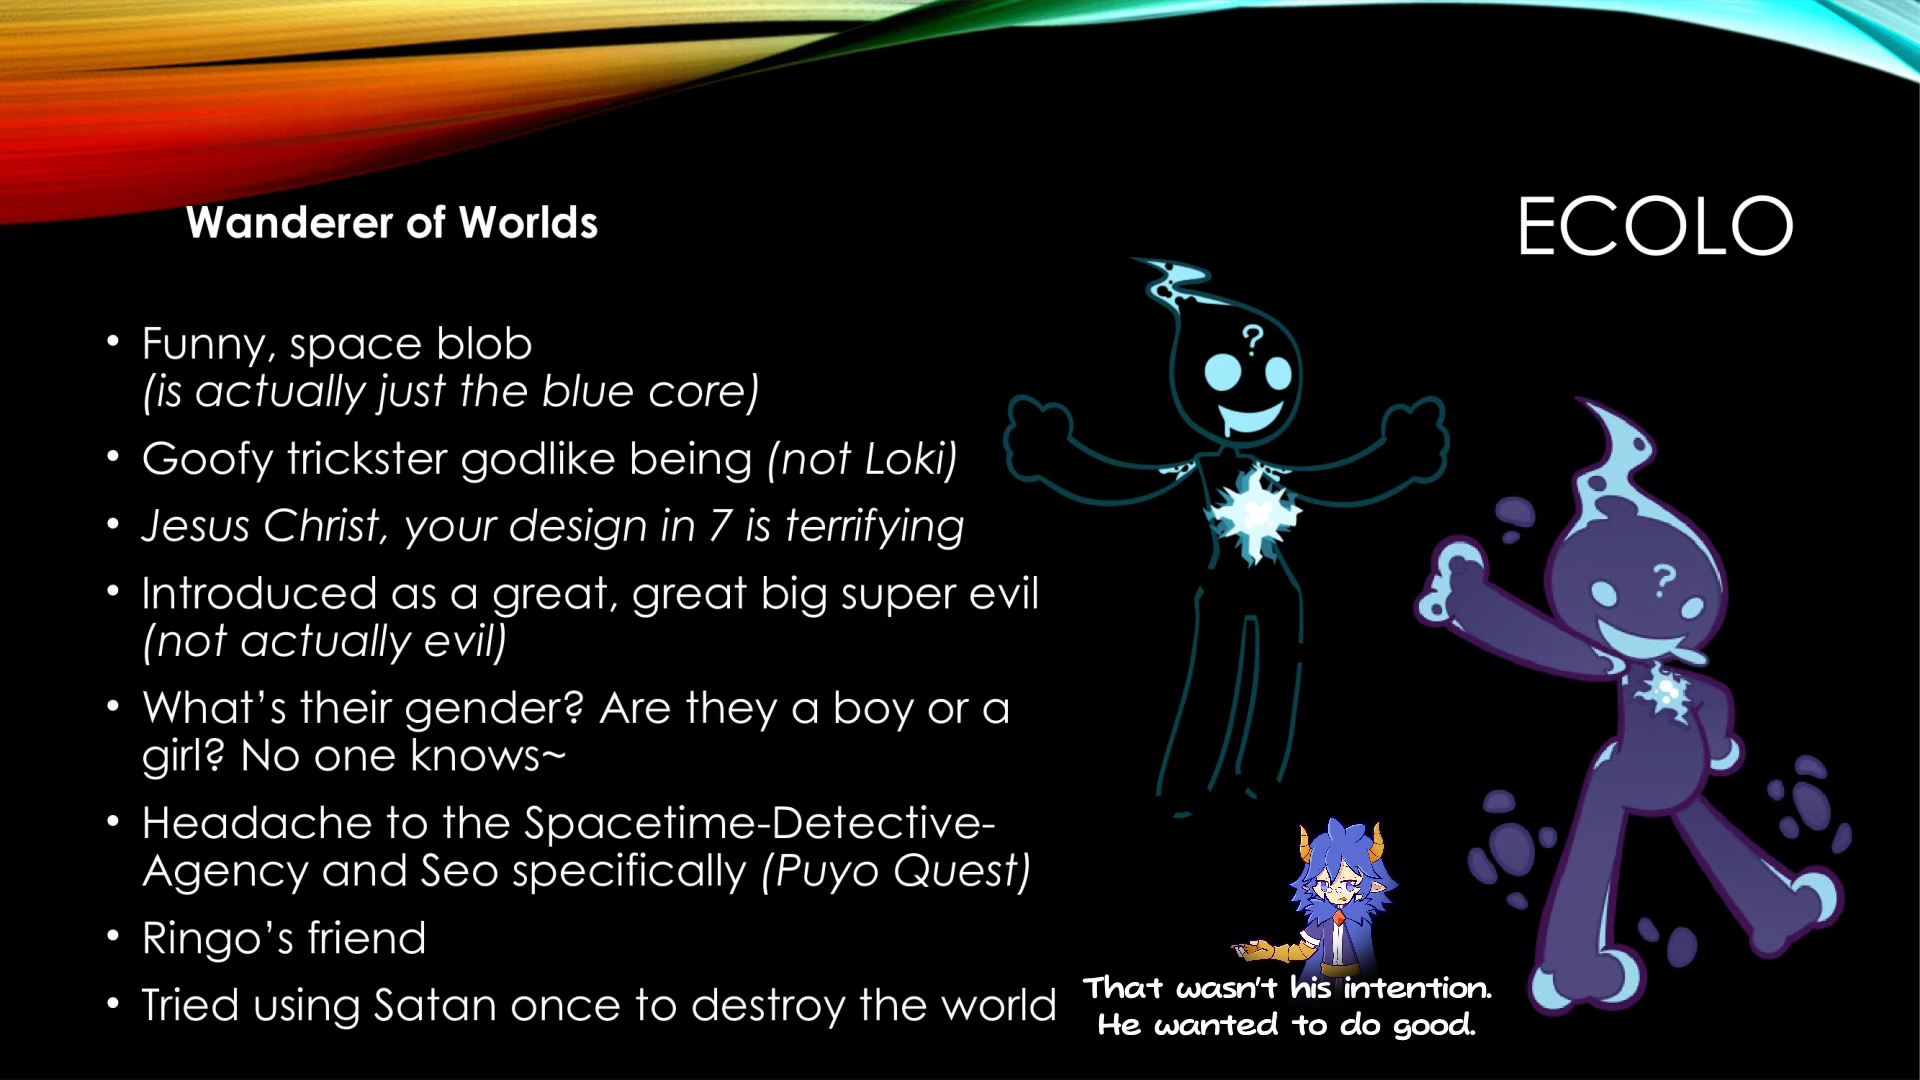 Wanderer of Worlds
ECOLO
• Funny, space blob
(is actually just the blue core)
• Goofy trickster godlike being (not Loki)
• Jesus Christ, your design in 7 is terrifying
• Introduced as a great, great big super evil
(not actually evil)
• What’s their gender? Are they a boy or a
girl? No one knows~
• Headache to the Spacetime-Detective-
Agency and Seo specifically (Puyo Quest)
• Ringo’s friend
• Tried using Satan once to destroy the world
That wasn't his intention.
He wanted to do good.
?
?